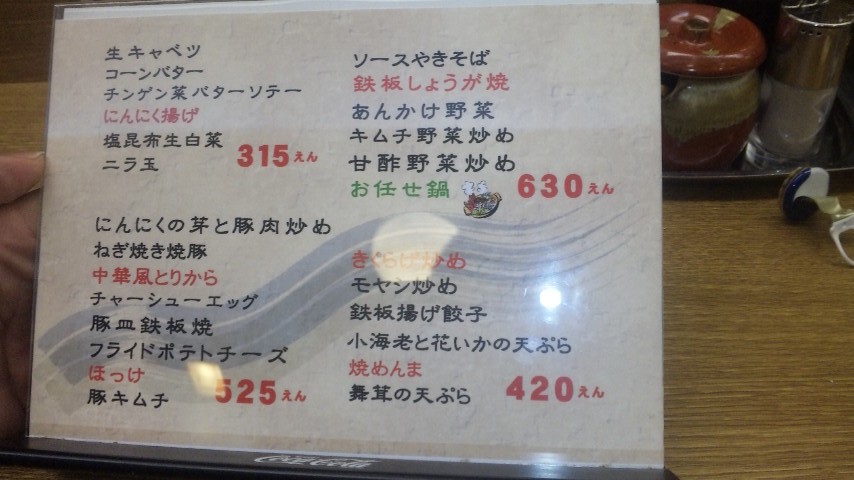 生キャベツ
コーンバター
チンゲン菜バターソテー
にんにく揚げ
塩昆布生白菜
ニラ玉
315えん
にんにくの芽と豚肉炒め
ねぎ焼き焼豚
中華風とりから
チャーシューエッグ
豚皿鉄板焼
フライドポテトチーズ
ほっけ
豚キムチ
525えん
ソースやきそば
鉄板しょうが焼
あんかけ野菜
キムチ野菜炒め
甘酢野菜炒め
お任せ鍋
630えん
きくらげ炒め
モヤシ炒め
鉄板揚げ餃子
小海老と花いかの天ぷら
焼めんま
舞茸の天ぷら
420えん
Coca-Cola